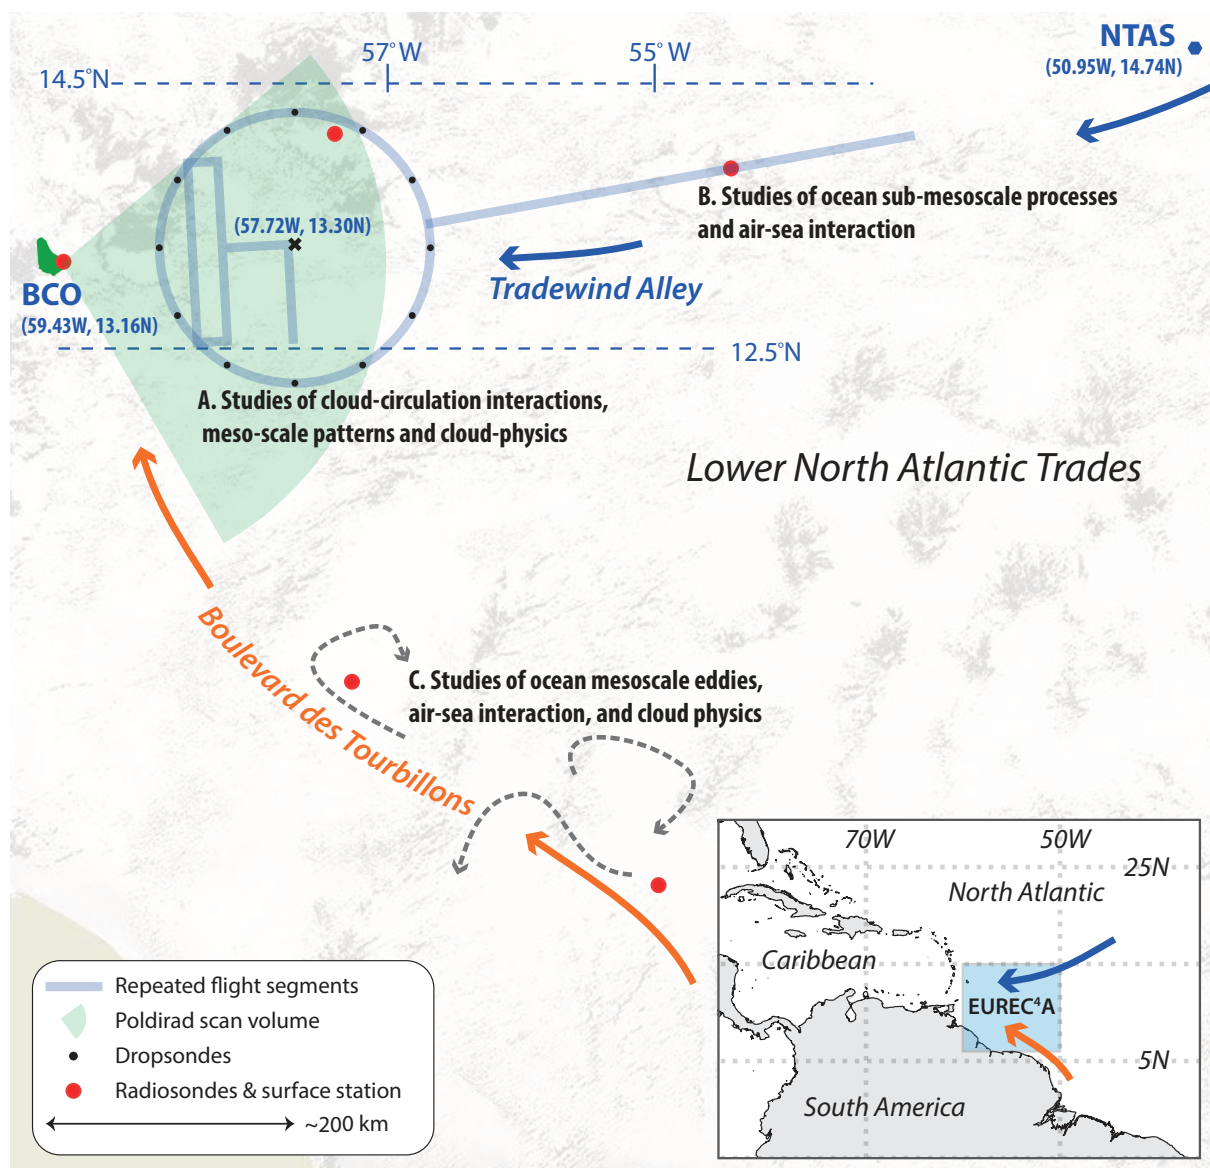 NTAS
(50.95W, 14.74N)
57°W
55°W
14.5°N
B. Studies of ocean sub-mesoscale processes
and air-sea interaction
(57.72W, 13.30N)
Tradewind Alley
BCO
(59.43W, 13.16N)
12.5°N
A. Studies of cloud-circulation interactions,
meso-scale patterns and cloud-physics
Lower North Atlantic Trades
Boulevard des Tourbillons
C. Studies of ocean mesoscale eddies,
air-sea interaction, and cloud physics
Repeated flight segments
Poldirad scan volume
Dropsondes
Radiosondes & surface station
~200 km
70W
50W
25N
North Atlantic
Caribbean
EUREC⁴A
5N
South America